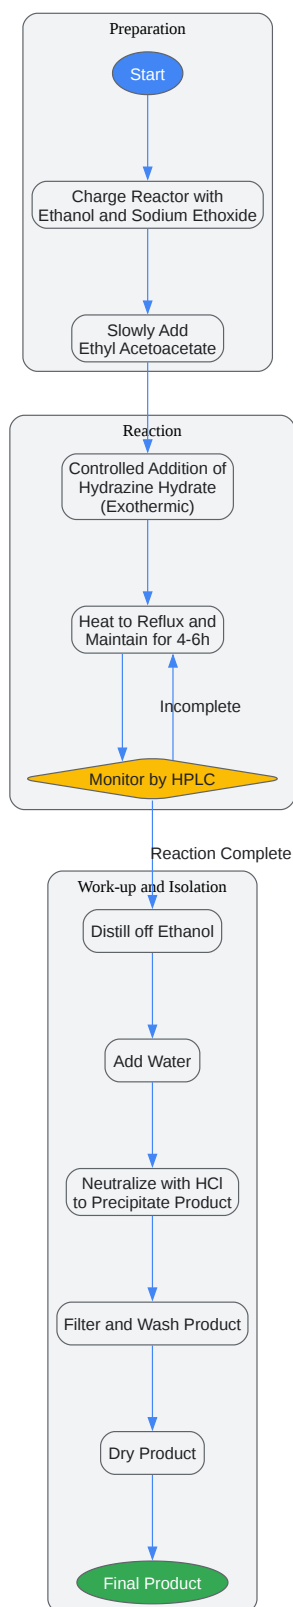 Preparation
Start
Charge Reactor with
Ethanol and Sodium Ethoxide
Slowly Add
Ethyl Acetoacetate
Reaction
Controlled Addition of
Hydrazine Hydrate
(Exothermic)
Heat to Reflux and
Maintain for 4-6h
Incomplete
Monitor by HPLC
Reaction Complete
Work-up and Isolation
Distill off Ethanol
Add Water
Neutralize with HCl
to Precipitate Product
Filter and Wash Product
Dry Product
Final Product